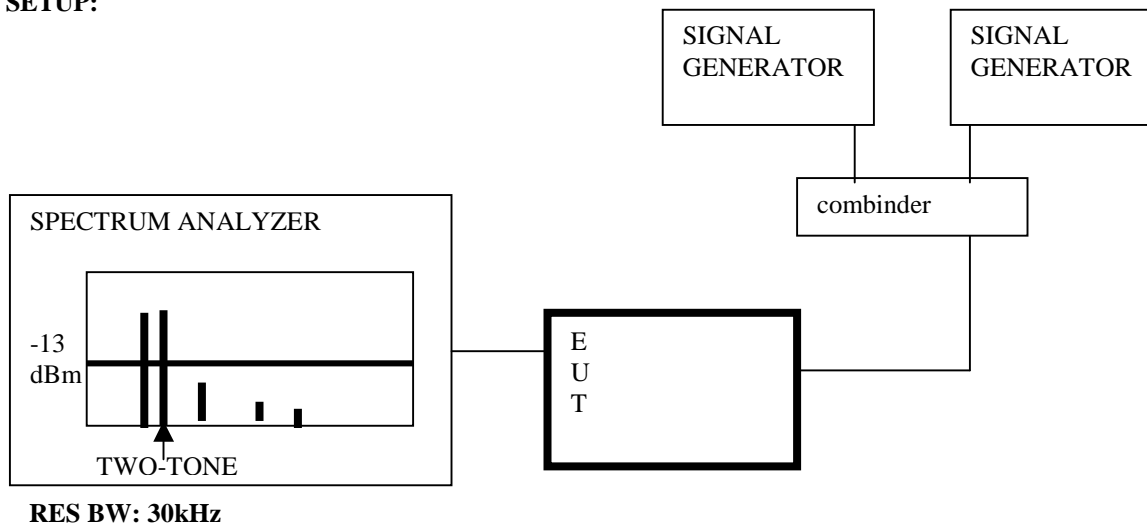 SETUP:
SIGNAL
GENERATOR
SIGNAL
GENERATOR
combinder
SPECTRUM ANALYZER
-13
dBm
TWO-TONE
E
U
T
RES BW: 30kHz